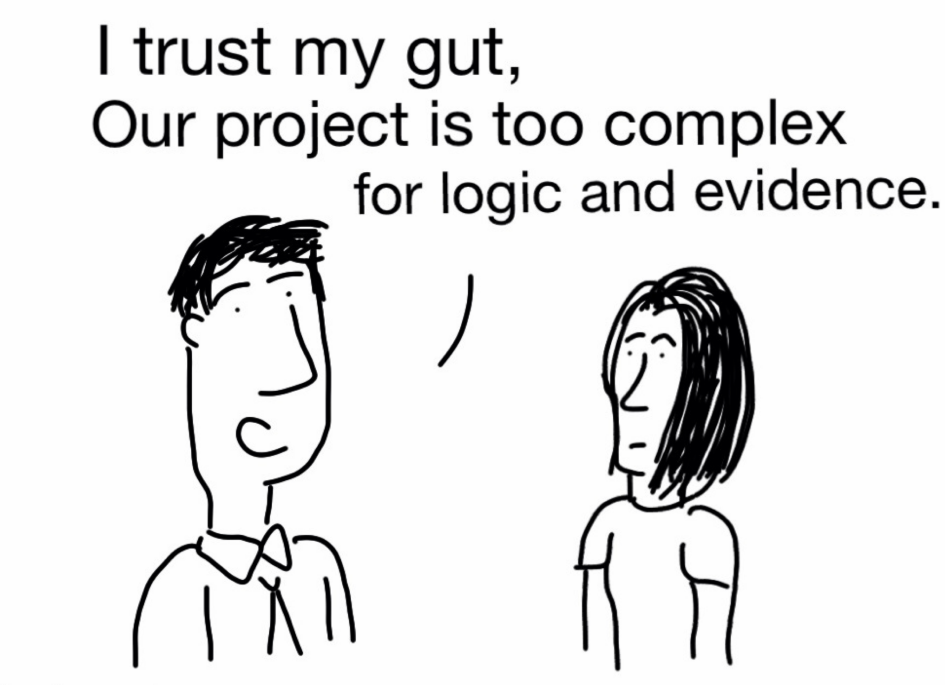 I trust my gut,
Our project is too complex
for logic and evidence.